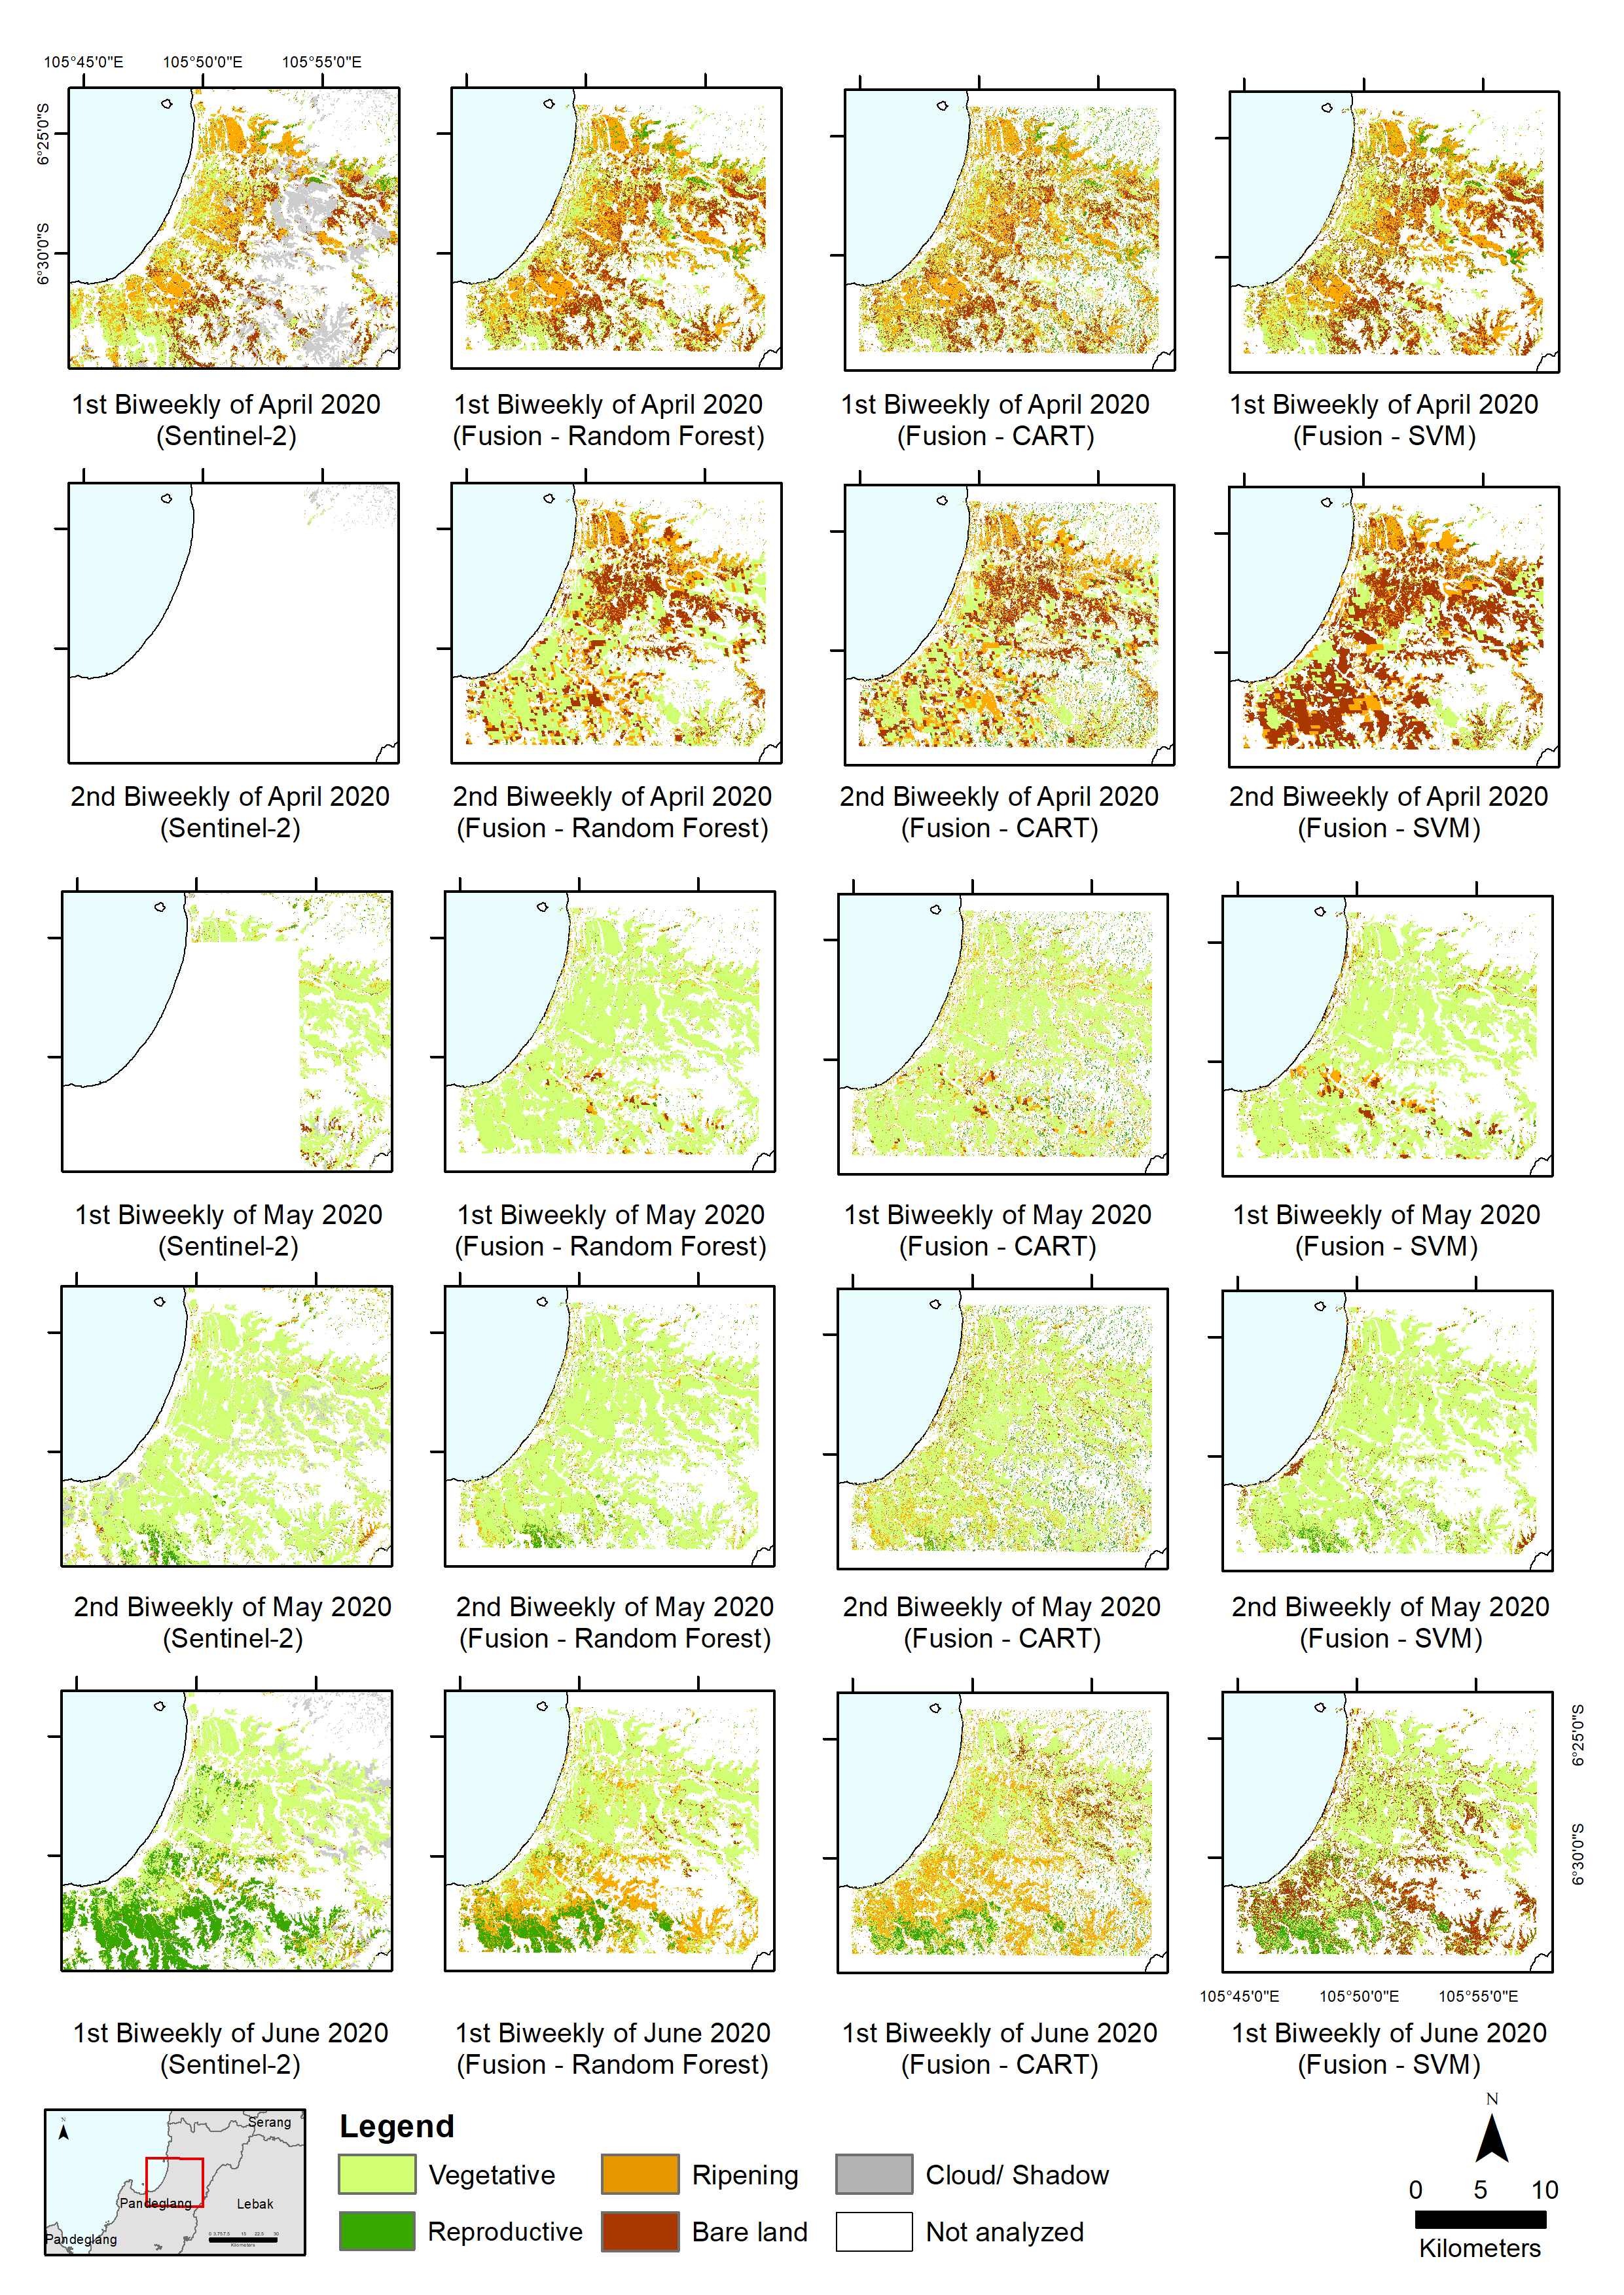 105°45'0"E 105°50'0"E 105°55'0"E
6°25'0"S
6°30'0"S
1st Biweekly of April 2020
(Sentinel-2)
1st Biweekly of April 2020
(Fusion - Random Forest)
1st Biweekly of April 2020
(Fusion - CART)
1st Biweekly of April 2020
(Fusion - SVM)
2nd Biweekly of April 2020
(Sentinel-2)
2nd Biweekly of April 2020
(Fusion - Random Forest)
2nd Biweekly of April 2020
(Fusion - CART)
2nd Biweekly of April 2020
(Fusion - SVM)
1st Biweekly of May 2020
(Sentinel-2)
1st Biweekly of May 2020
(Fusion - Random Forest)
1st Biweekly of May 2020
(Fusion - CART)
1st Biweekly of May 2020
(Fusion - SVM)
2nd Biweekly of May 2020
(Sentinel-2)
2nd Biweekly of May 2020
(Fusion - Random Forest)
2nd Biweekly of May 2020
(Fusion - CART)
2nd Biweekly of May 2020
(Fusion - SVM)
6°25'0"S
6°30'0"S
105°45'0"E 105°50'0"E 105°55'0"E
1st Biweekly of June 2020
(Sentinel-2)
1st Biweekly of June 2020
(Fusion - Random Forest)
1st Biweekly of June 2020
(Fusion - CART)
1st Biweekly of June 2020
(Fusion - SVM)
N
Serang
Pandeglang
Lebak
Pandeglang
Kilometers
Legend
Vegetative
Ripening
Cloud/ Shadow
Reproductive
Bare land
Not analyzed
N
0 5 10
Kilometers